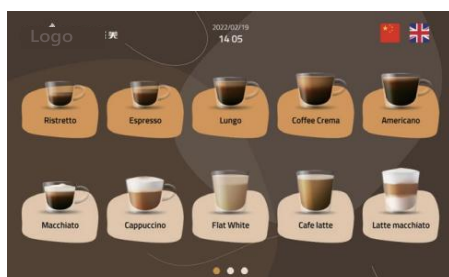 Logo
2022/02/19
14 05
Ristretto
Espresso
Lungo
Coffee Crema
Americano
Macchiato
Cappuccino
Flat White
Cafe latte
Latte macchiato